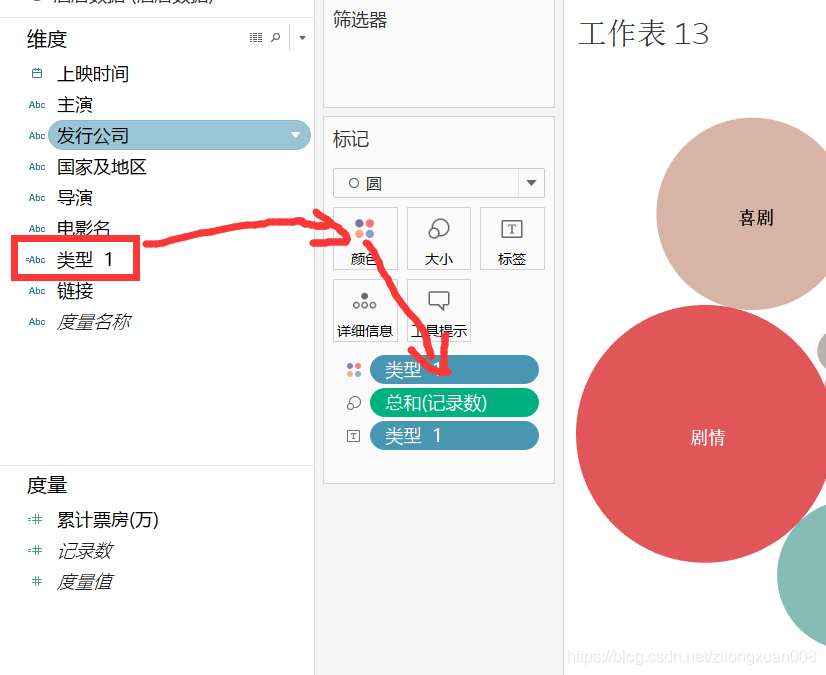 维度
Abc
上映时间
Abc 主演
Abc 发行公司
Abc 国家及地区
Abc 导演
Abc 电影名
=Abc 类型 1
Abc 链接
Abc 度量名称
度量
=# 累计票房(万)
=# 记录数
# 度量值
筛选器
标记
圆
颜色
大小
T
标签
详细信息
工具提示
类型 1
总和(记录数)
T 类型 1
工作表 13
喜剧
剧情
https://blog.csdn.net/zilongxuan008